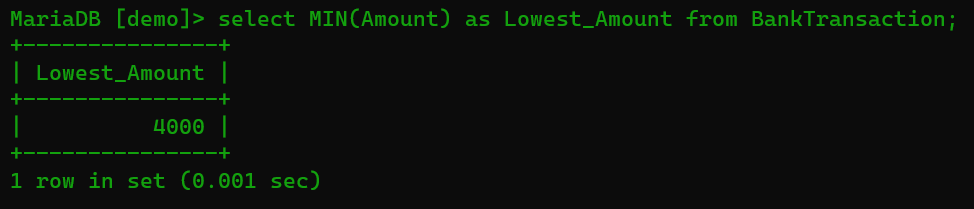 MariaDB [demo]> select MIN(Amount) as Lowest_Amount from BankTransaction;
+---------------+
| Lowest_Amount |
+---------------+
|          4000 |
+---------------+
1 row in set (0.001 sec)